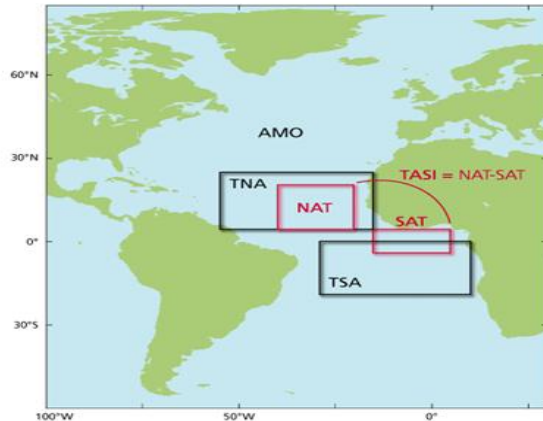 60°N
AMO
30°N
TASI = NAT-SAT
TNA
NAT
SAT
0°
TSA
30°S
100°W
50°W
0°